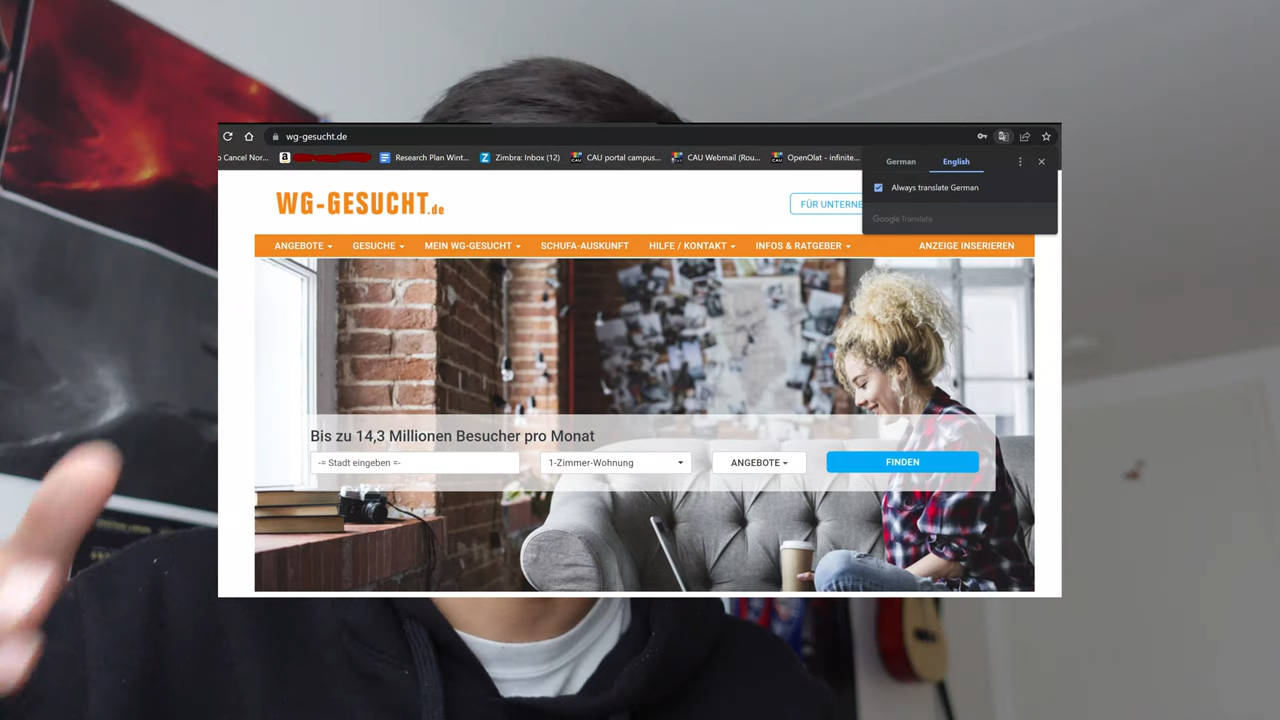 wg-gesucht.de
o Cancel Nor...
Research Plan Wint...
Zimbra: Inbox (12)
CAU portal campus...
CAU Webmail (Rou...
OpenOlat - infinite...
German English
Always translate German
Google Translate
WG-GESUCHT.de
FÜR UNTERNE
ANGEBOTE GESUCHE MEIN WG-GESUCHT SCHUFA-AUSKUNFT HILFE / KONTAKT INFOS & RATGEBER ANZEIGE INSERIEREN
Bis zu 14,3 Millionen Besucher pro Monat
-= Stadt eingeben =- 1-Zimmer-Wohnung ANGEBOTE FINDEN